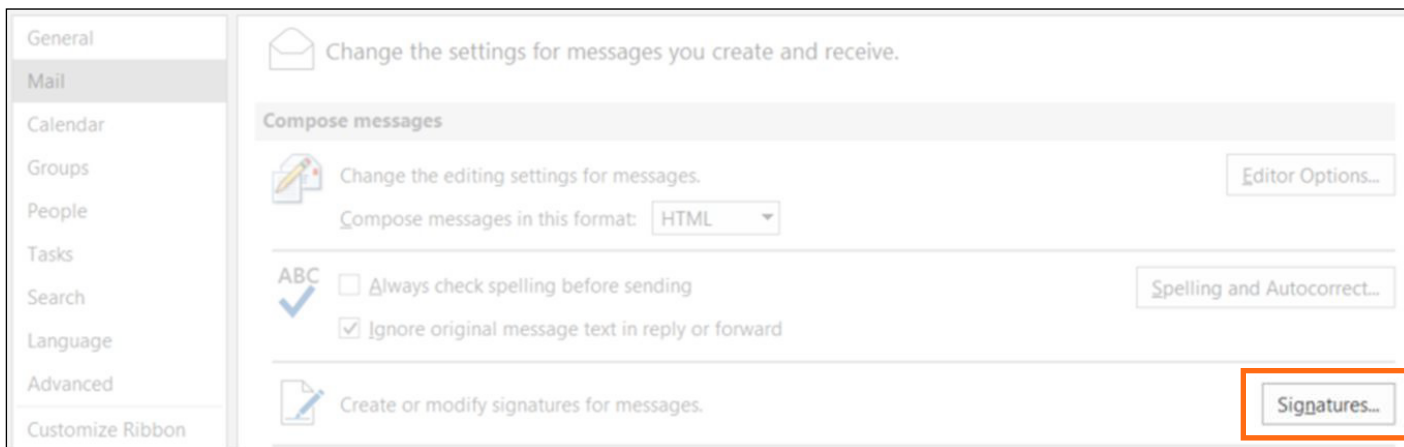 General
Mail
Calendar
Groups
People
Tasks
Search
Language
Advanced
Customize Ribbon
Change the settings for messages you create and receive.
Compose messages
Change the editing settings for messages.
Editor Options...
Compose messages in this format: HTML
ABC
Always check spelling before sending
Spelling and Autocorrect...
Ignore original message text in reply or forward
Create or modify signatures for messages.
Signatures...